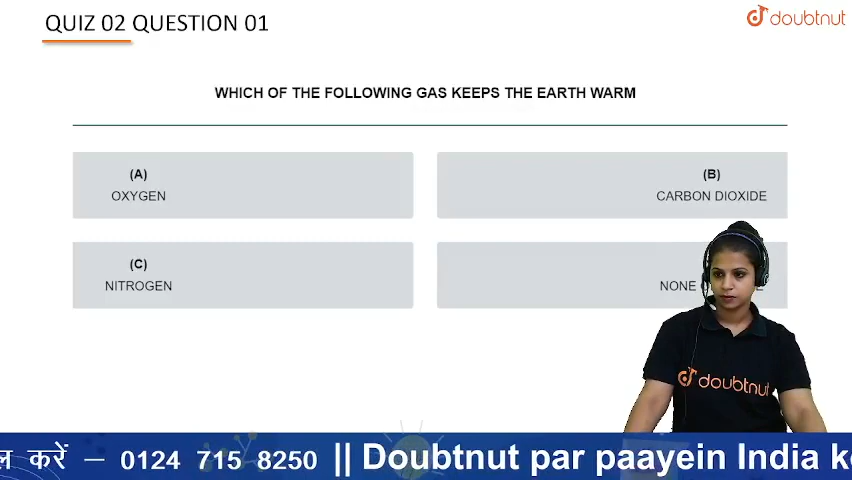 QUIZ 02 QUESTION 01
doubtnut
WHICH OF THE FOLLOWING GAS KEEPS THE EARTH WARM
(A)
OXYGEN
(B)
CARBON DIOXIDE
(C)
NITROGEN
NONE
doubtnut
करें – 0124 715 8250 || Doubtnut par paayein India